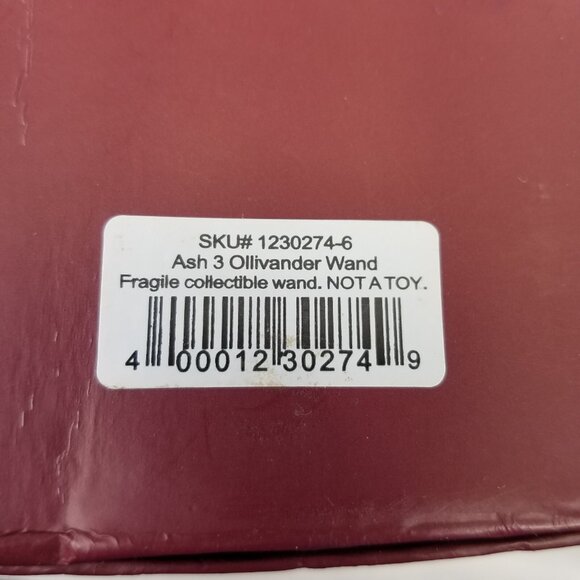 SKU# 1230274-6
Ash 3 Ollivander Wand
Fragile collectible wand. NOT A TOY.
4 00012 30274 9